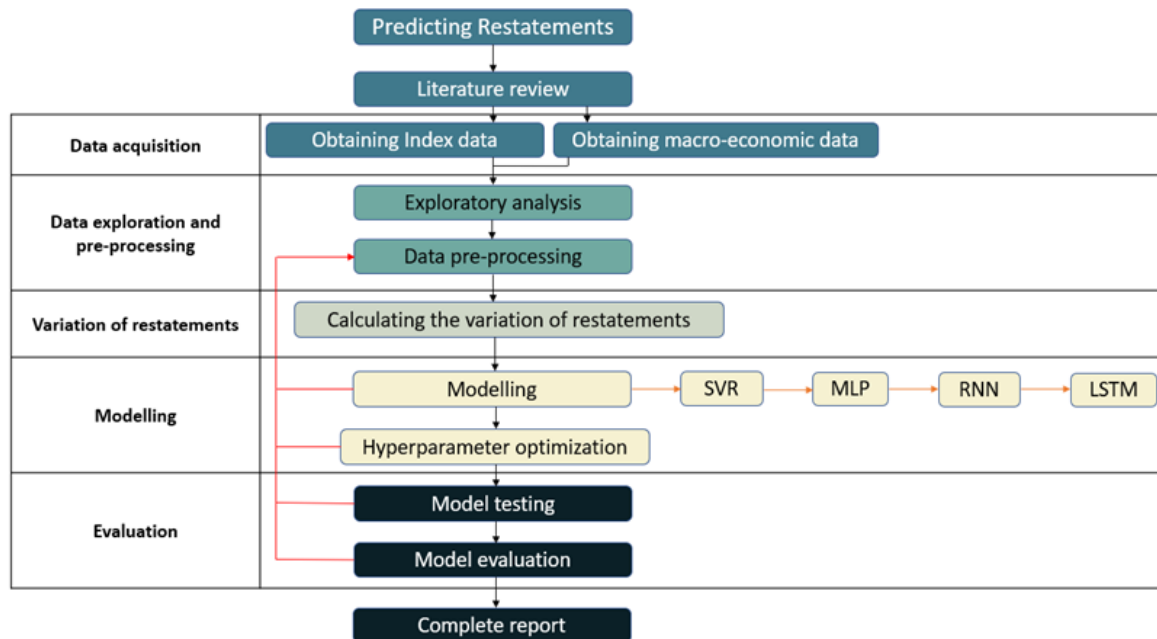 Predicting Restatements
Literature review
Data acquisition
Obtaining Index data
Obtaining macro-economic data
Data exploration and
pre-processing
Exploratory analysis
Data pre-processing
Variation of restatements
Calculating the variation of restatements
Modelling
Modelling
SVR
MLP
RNN
LSTM
Hyperparameter optimization
Evaluation
Model testing
Model evaluation
Complete report